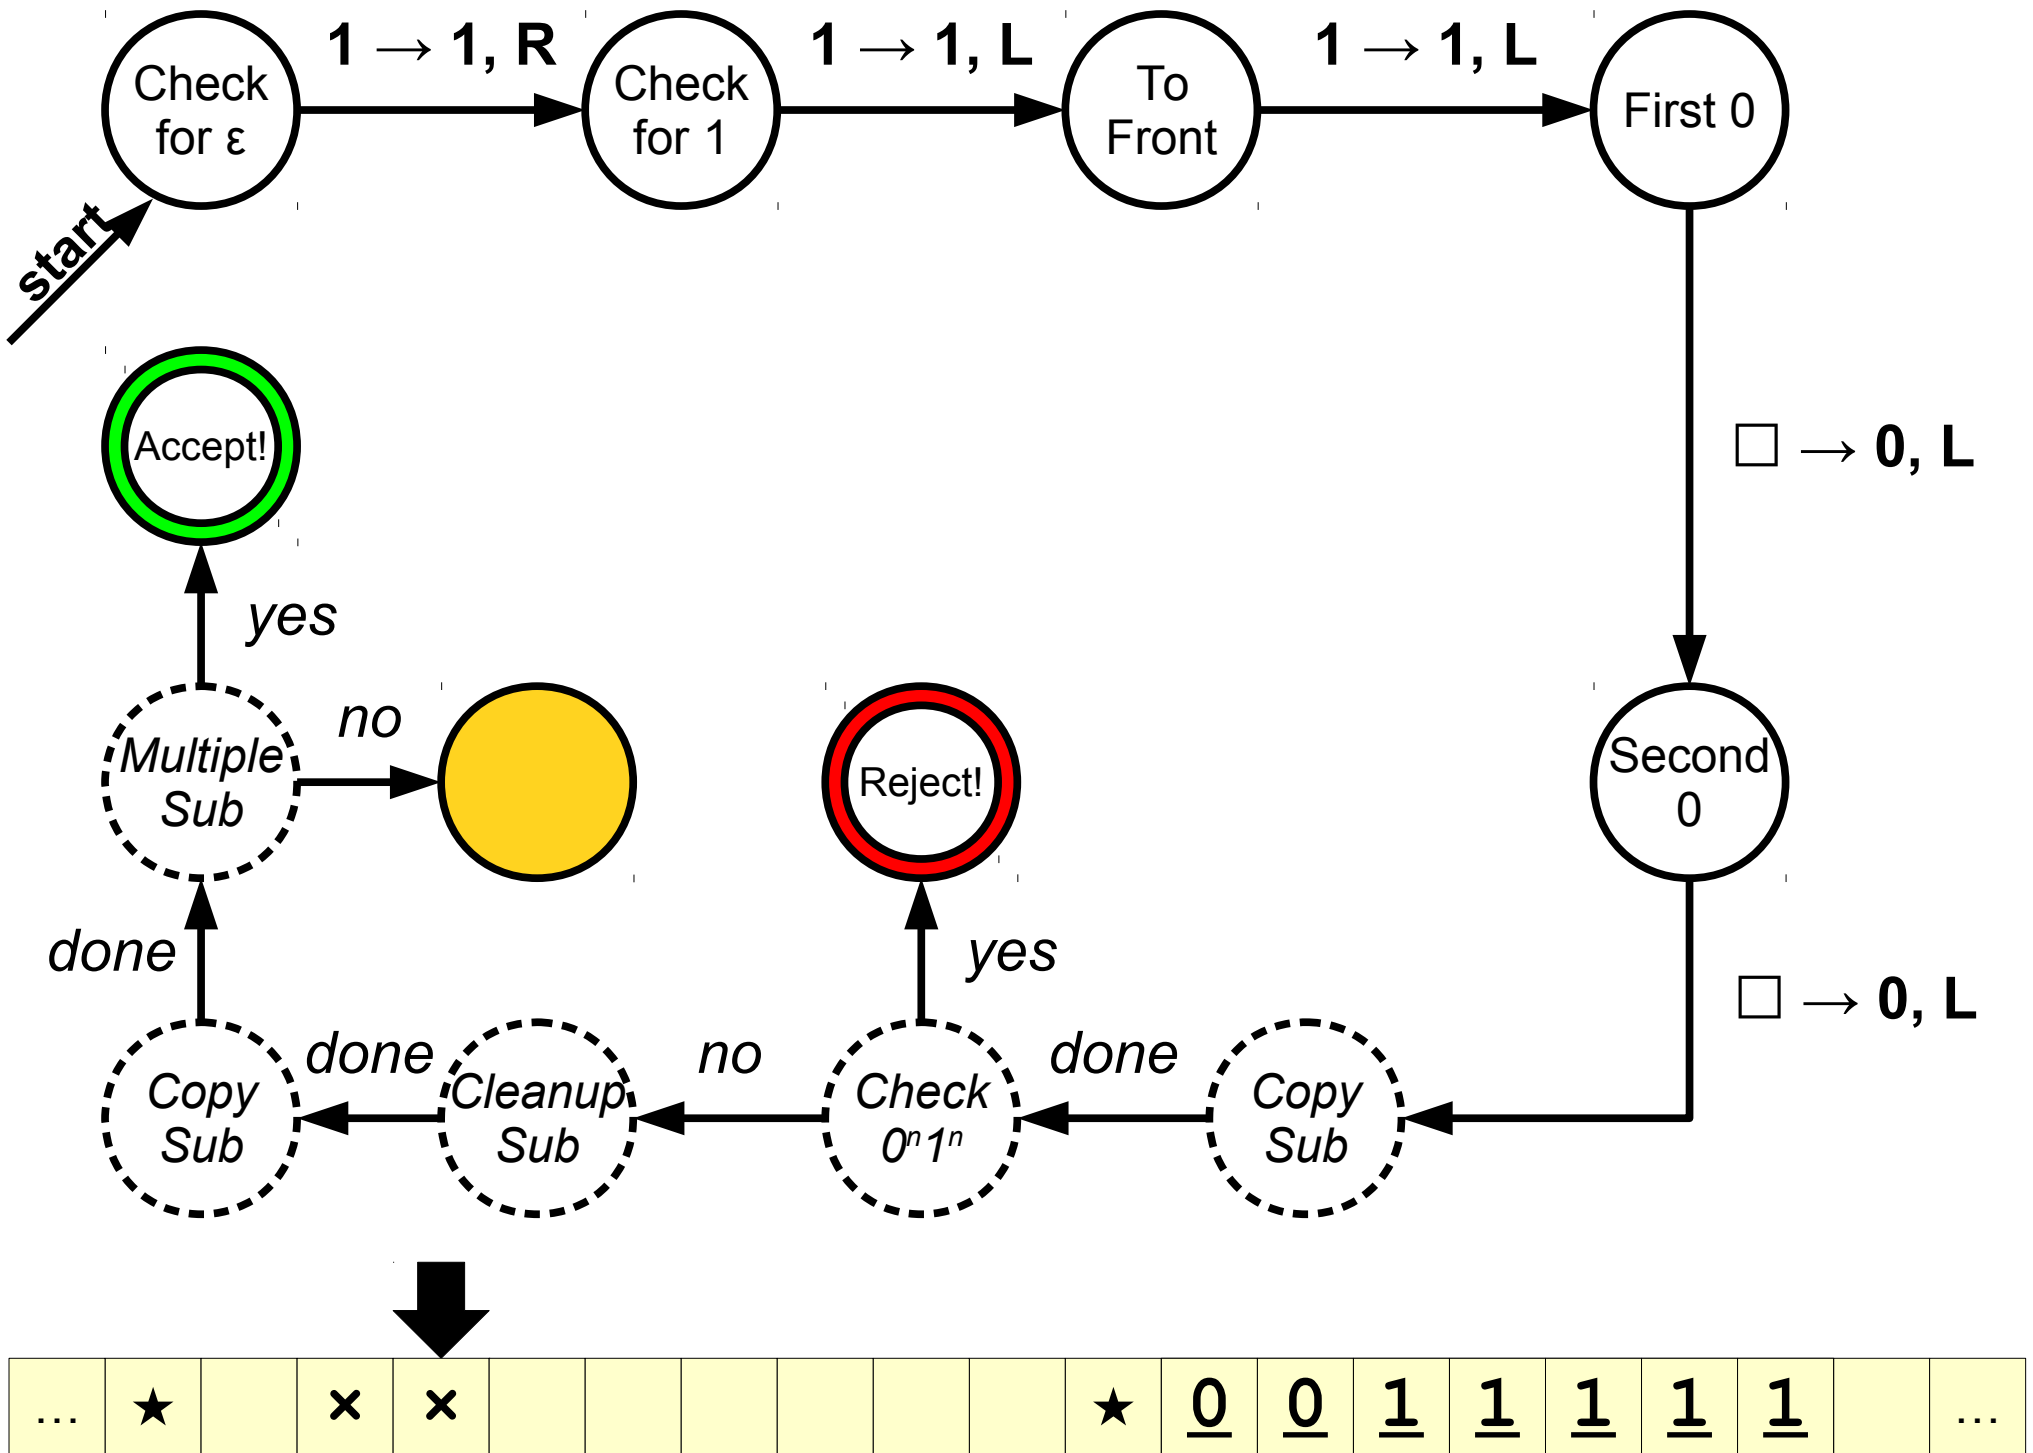 1 → 1, R
1 → 1, L
1 → 1, L
Check
for ε
Check
for 1
To
Front
First 0
start
□ → 0, L
Accept!
yes
no
Multiple
Sub
Reject!
Second
0
done
yes
□ → 0, L
done
no
done
Copy
Sub
Cleanup
Sub
Check
0ⁿ1ⁿ
Copy
Sub
… ★ × × ★ 0 0 1 1 1 1 1 …